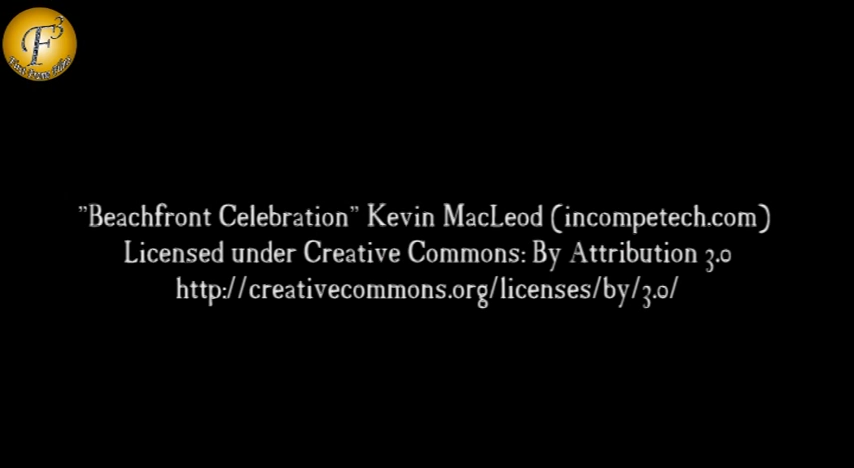 F3
"Beachfront Celebration" Kevin MacLeod (incompetech.com)
Licensed under Creative Commons: By Attribution 3.0
http://creativecommons.org/licenses/by/3.0/